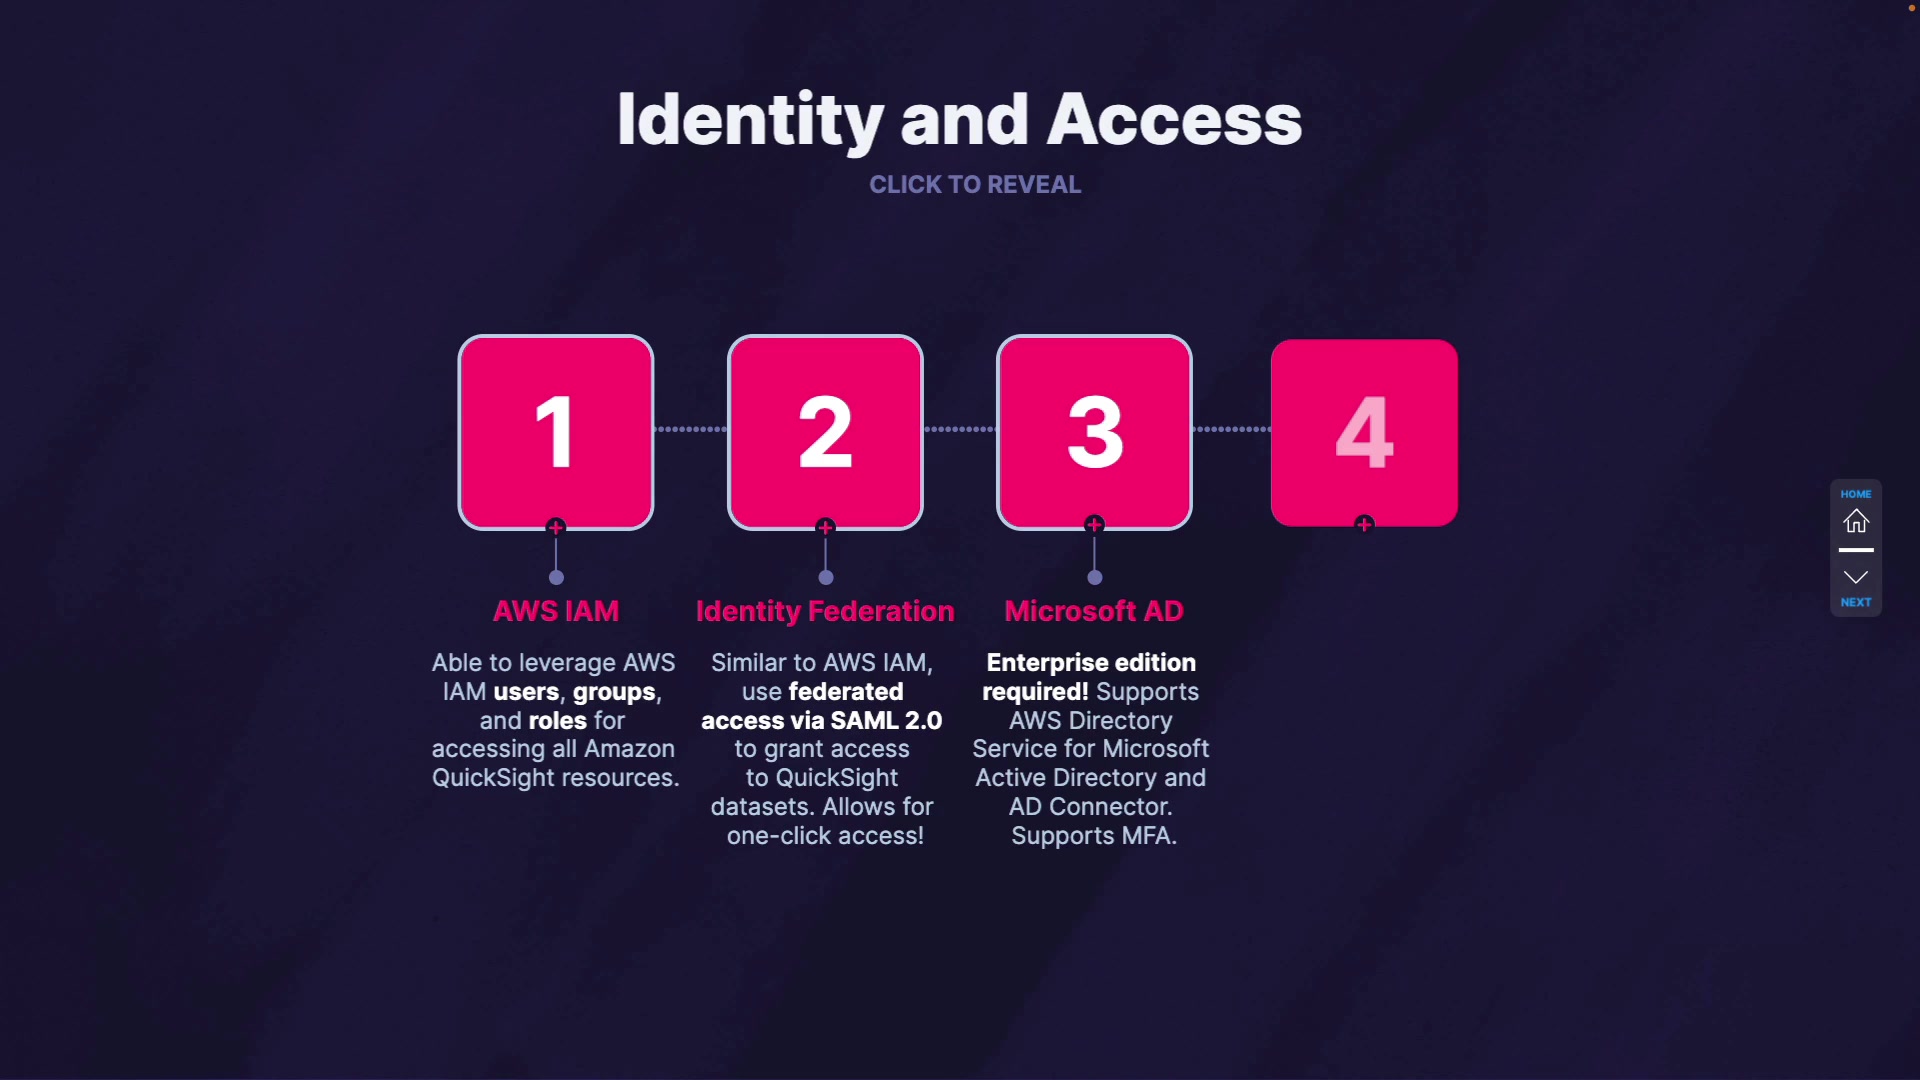 Identity and Access
CLICK TO REVEAL
1
2
3
4
AWS IAM
Able to leverage AWS
IAM users, groups,
and roles for
accessing all Amazon
QuickSight resources.
Identity Federation
Similar to AWS IAM,
use federated
access via SAML 2.0
to grant access
to QuickSight
datasets. Allows for
one-click access!
Microsoft AD
Enterprise edition
required! Supports
AWS Directory
Service for Microsoft
Active Directory and
AD Connector.
Supports MFA.
HOME
NEXT